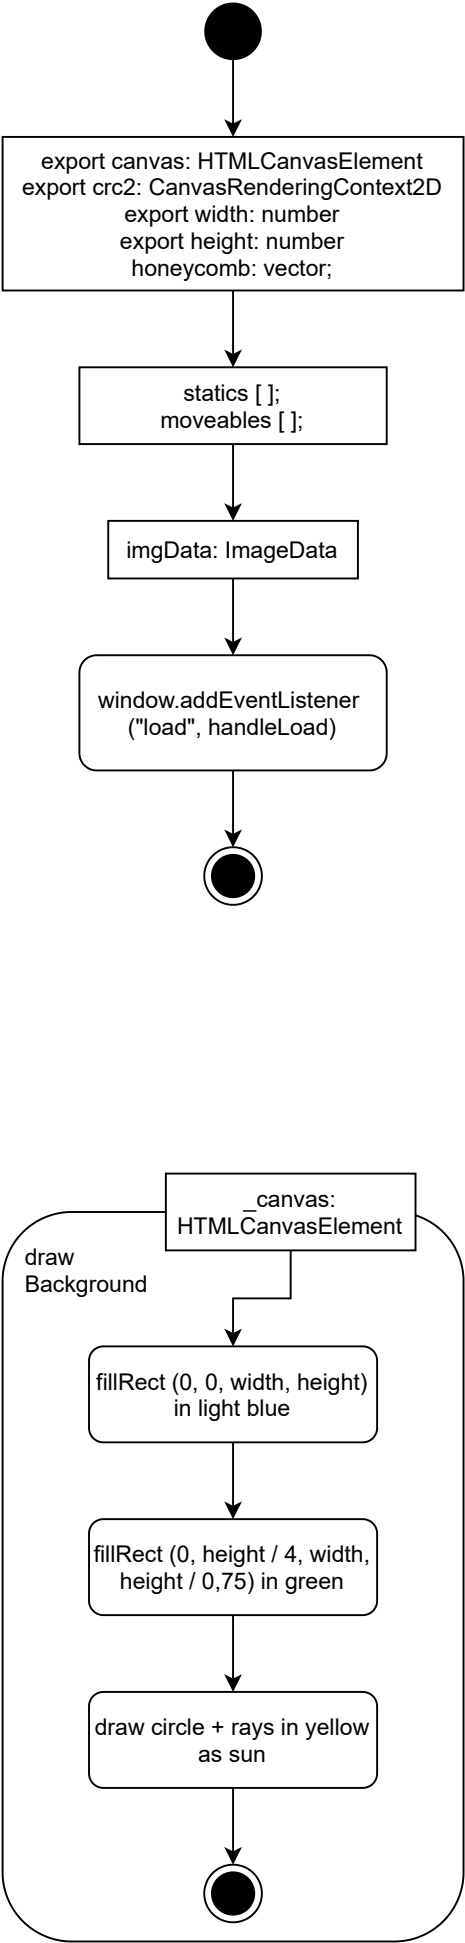 export canvas: HTMLCanvasElement
export crc2: CanvasRenderingContext2D
export width: number
export height: number
honeycomb: vector;
statics [ ];
moveables [ ];
imgData: ImageData
window.addEventListener
("load", handleLoad)
_canvas:
HTMLCanvasElement
draw
Background
fillRect (0, 0, width, height)
in light blue
fillRect (0, height / 4, width,
height / 0,75) in green
draw circle + rays in yellow
as sun